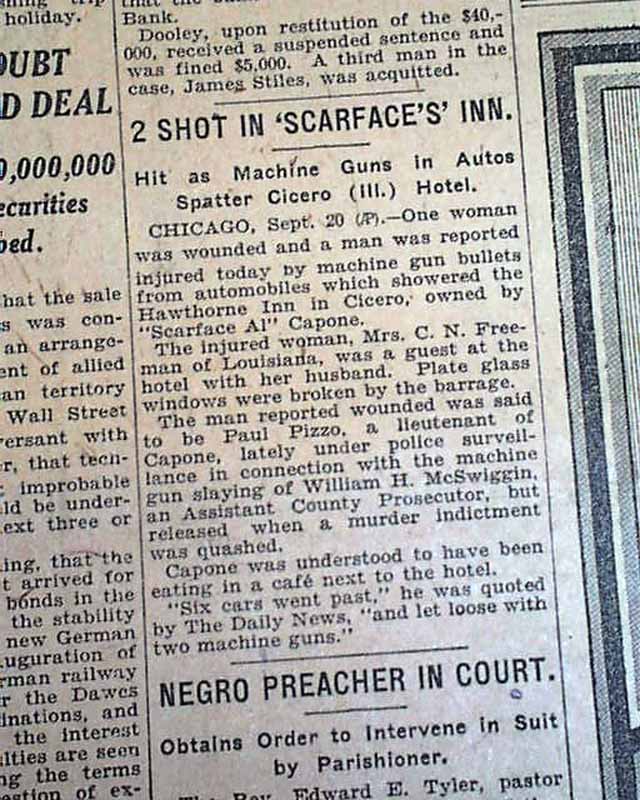 holiday.
OUBT
D DEAL
0,000,000
ecurities
bed.
hat the sale
s was con-
an arrange-
ent of allied
an territory
Wall Street
ersant with
r, that tech-
improbable
ld be under-
ext three or
ing, that the
t arrived for
bonds in the
the stability
new German
uguration of
rman railway
r the Dawes
inations, and
the interest
lties are seen
ng the terms
estion of ex-
Bank.
Dooley, upon restitution of the $40,-
000, received a suspended sentence and
was fined $5,000. A third man in the
case, James Stiles, was acquitted.
2 SHOT IN 'SCARFACE'S' INN.
Hit as Machine Guns in Autos
Spatter Cicero (Ill.) Hotel.
CHICAGO, Sept. 20 (AP).—One woman
was wounded and a man was reported
injured today by machine gun bullets
from automobiles which showered the
Hawthorne Inn in Cicero, owned by
"Scarface Al" Capone.
The injured woman, Mrs. C. N. Free-
man of Louisiana, was a guest at the
hotel with her husband. Plate glass
windows were broken by the barrage.
The man reported wounded was said
to be Paul Pizzo, a lieutenant of
Capone, lately under police surveil-
lance in connection with the machine
gun slaying of William H. McSwiggin,
an Assistant County Prosecutor, but
released when a murder indictment
was quashed.
Capone was understood to have been
eating in a café next to the hotel.
"Six cars went past," he was quoted
by The Daily News, "and let loose with
two machine guns."
NEGRO PREACHER IN COURT.
Obtains Order to Intervene in Suit
by Parishioner.
Rev. Edward E. Tyler, pastor